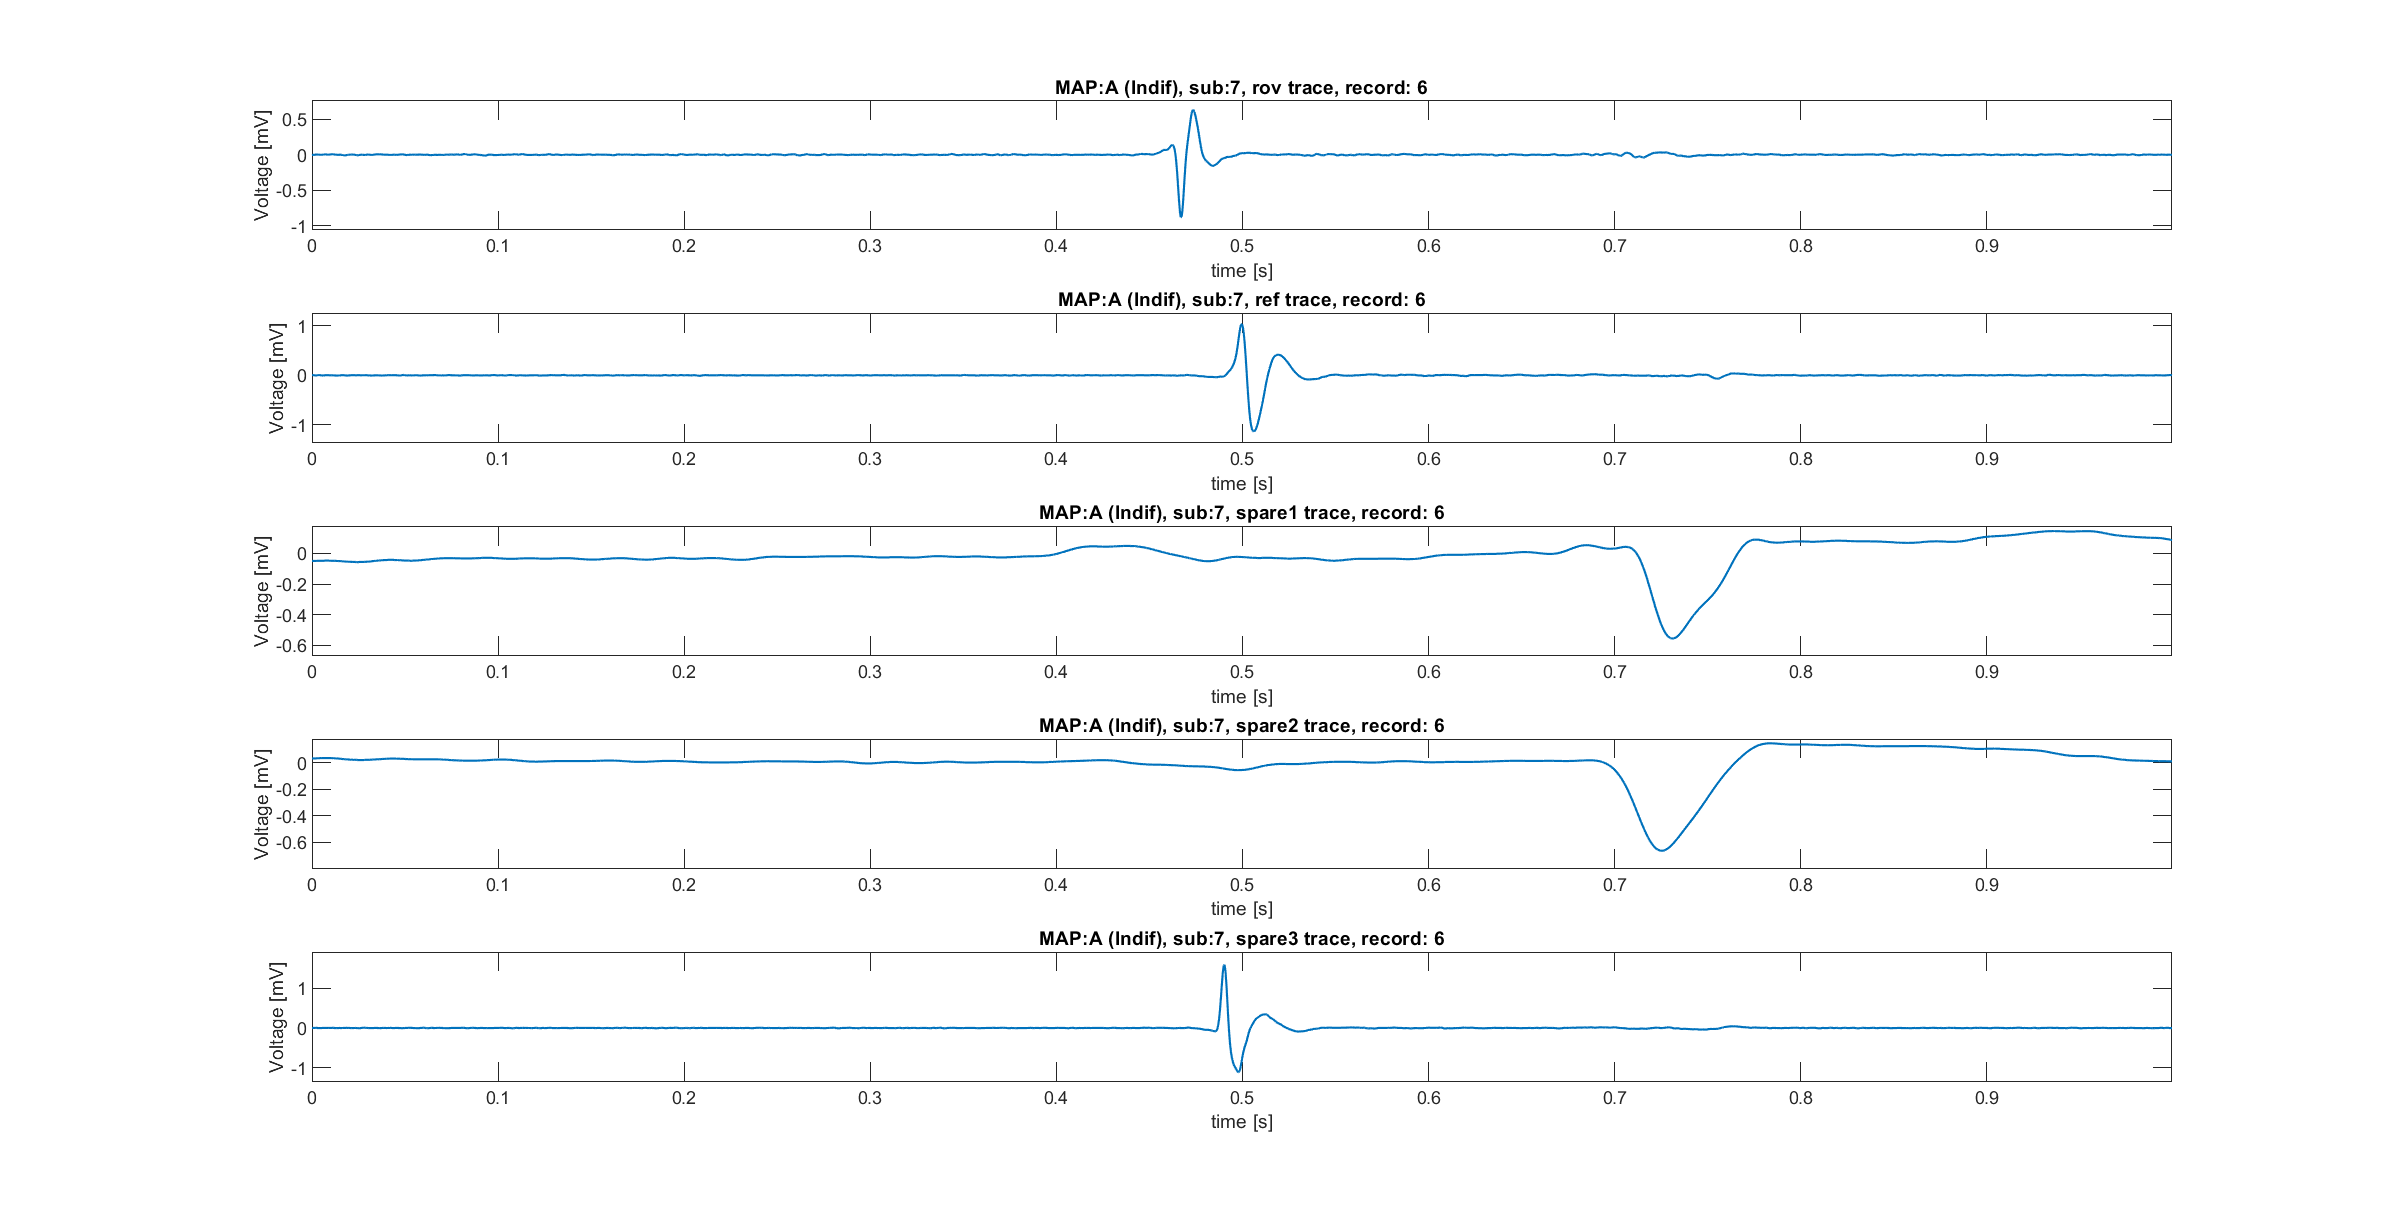 MAP:A (Indif), sub:7, rov trace, record: 6
Voltage [mV]
0.5
0
-0.5
-1
0 0.1 0.2 0.3 0.4 0.5 0.6 0.7 0.8 0.9
time [s]
MAP:A (Indif), sub:7, ref trace, record: 6
Voltage [mV]
1
0
-1
0 0.1 0.2 0.3 0.4 0.5 0.6 0.7 0.8 0.9
time [s]
MAP:A (Indif), sub:7, spare1 trace, record: 6
Voltage [mV]
0
-0.2
-0.4
-0.6
0 0.1 0.2 0.3 0.4 0.5 0.6 0.7 0.8 0.9
time [s]
MAP:A (Indif), sub:7, spare2 trace, record: 6
Voltage [mV]
0
-0.2
-0.4
-0.6
0 0.1 0.2 0.3 0.4 0.5 0.6 0.7 0.8 0.9
time [s]
MAP:A (Indif), sub:7, spare3 trace, record: 6
Voltage [mV]
1
0
-1
0 0.1 0.2 0.3 0.4 0.5 0.6 0.7 0.8 0.9
time [s]